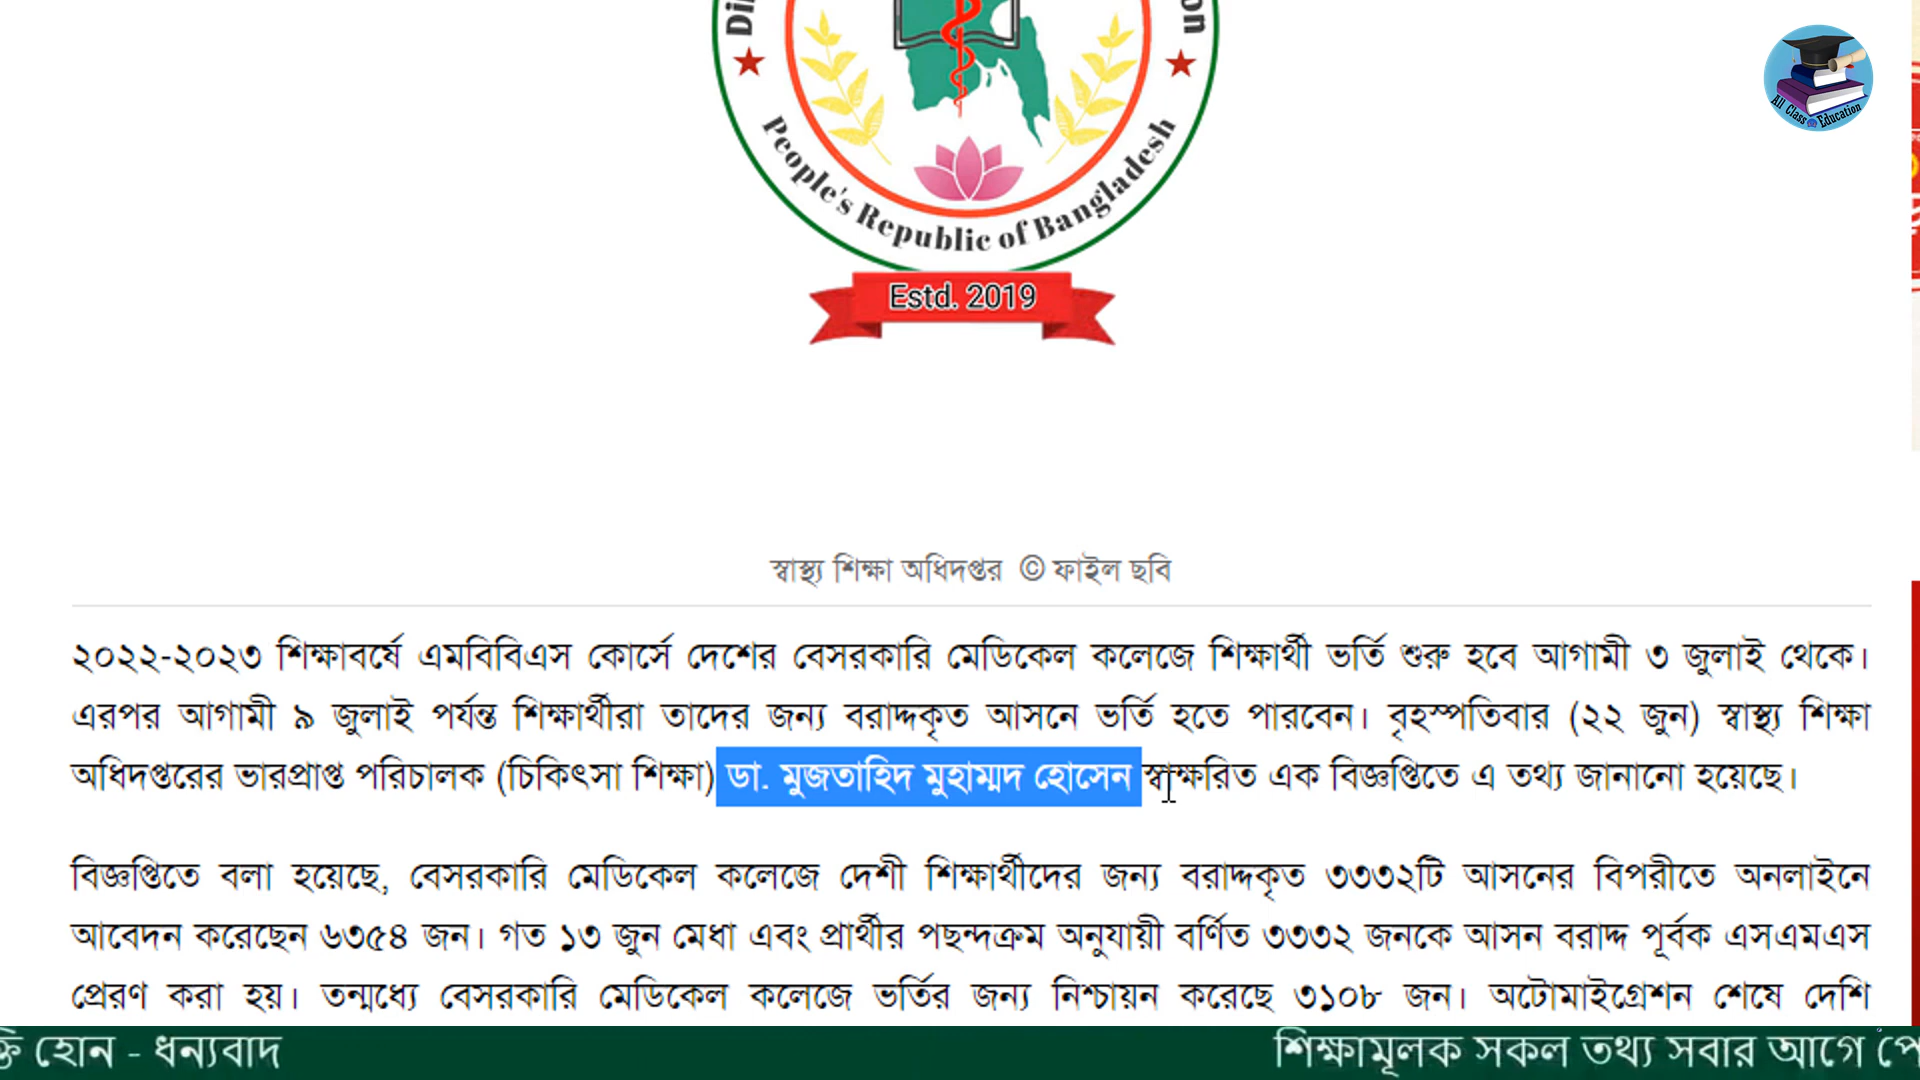 People's Republic of Bangladesh
Estd. 2019
All Class Education
স্বাস্থ্য শিক্ষা অধিদপ্তর © ফাইল ছবি
২০২২-২০২৩ শিক্ষাবর্ষে এমবিবিএস কোর্সে দেশের বেসরকারি মেডিকেল কলেজে শিক্ষার্থী ভর্তি শুরু হবে আগামী ৩ জুলাই থেকে।
এরপর আগামী ৯ জুলাই পর্যন্ত শিক্ষার্থীরা তাদের জন্য বরাদ্দকৃত আসনে ভর্তি হতে পারবেন। বৃহস্পতিবার (২২ জুন) স্বাস্থ্য শিক্ষা
অধিদপ্তরের ভারপ্রাপ্ত পরিচালক (চিকিৎসা শিক্ষা) ডা. মুজতাহিদ মুহাম্মদ হোসেন স্বাক্ষরিত এক বিজ্ঞপ্তিতে এ তথ্য জানানো হয়েছে।
বিজ্ঞপ্তিতে বলা হয়েছে, বেসরকারি মেডিকেল কলেজে দেশী শিক্ষার্থীদের জন্য বরাদ্দকৃত ৩৩৩২টি আসনের বিপরীতে অনলাইনে
আবেদন করেছেন ৬৩৫৪ জন। গত ১৩ জুন মেধা এবং প্রার্থীর পছন্দক্রম অনুযায়ী বর্ণিত ৩৩৩২ জনকে আসন বরাদ্দ পূর্বক এসএমএস
প্রেরণ করা হয়। তন্মধ্যে বেসরকারি মেডিকেল কলেজে ভর্তির জন্য নিশ্চায়ন করেছে ৩১০৮ জন। অটোমাইগ্রেশন শেষে দেশি
হোন - ধন্যবাদ
শিক্ষামূলক সকল তথ্য সবার আগে